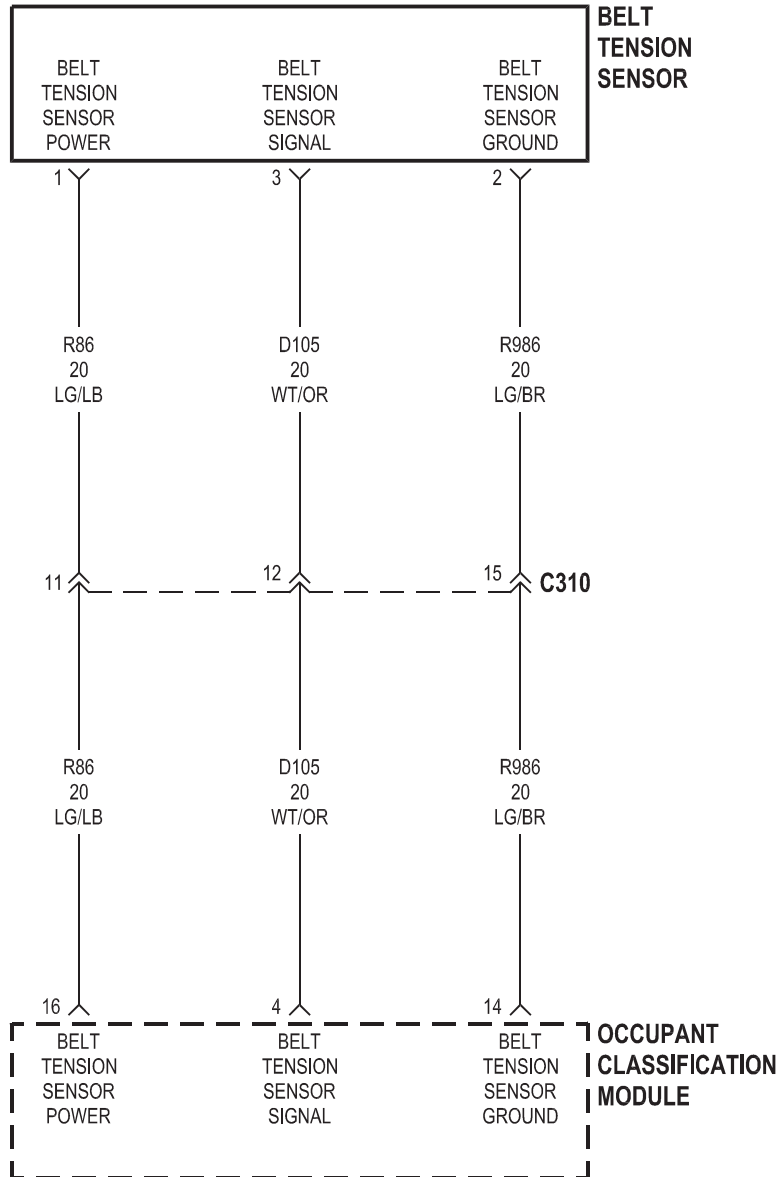 BELT
TENSION
SENSOR
BELT
TENSION
SENSOR
POWER
BELT
TENSION
SENSOR
SIGNAL
BELT
TENSION
SENSOR
GROUND
1
3
2
R86
20
LG/LB
D105
20
WT/OR
R986
20
LG/BR
11
12
15
C310
R86
20
LG/LB
D105
20
WT/OR
R986
20
LG/BR
16
4
14
BELT
TENSION
SENSOR
POWER
BELT
TENSION
SENSOR
SIGNAL
BELT
TENSION
SENSOR
GROUND
OCCUPANT
CLASSIFICATION
MODULE